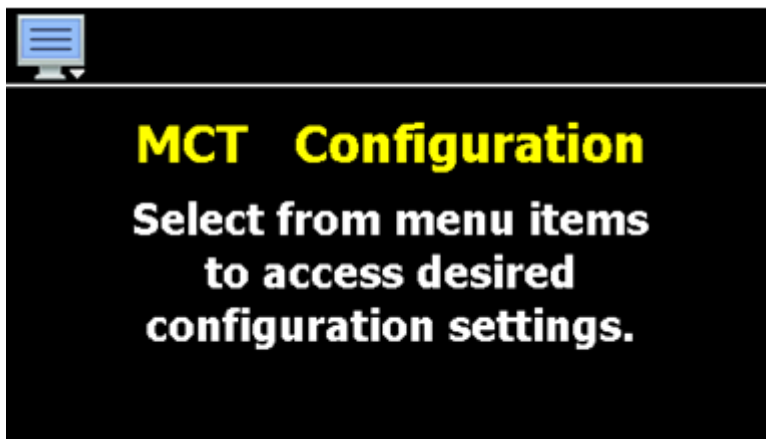 MCT Configuration
Select from menu items
to access desired
configuration settings.